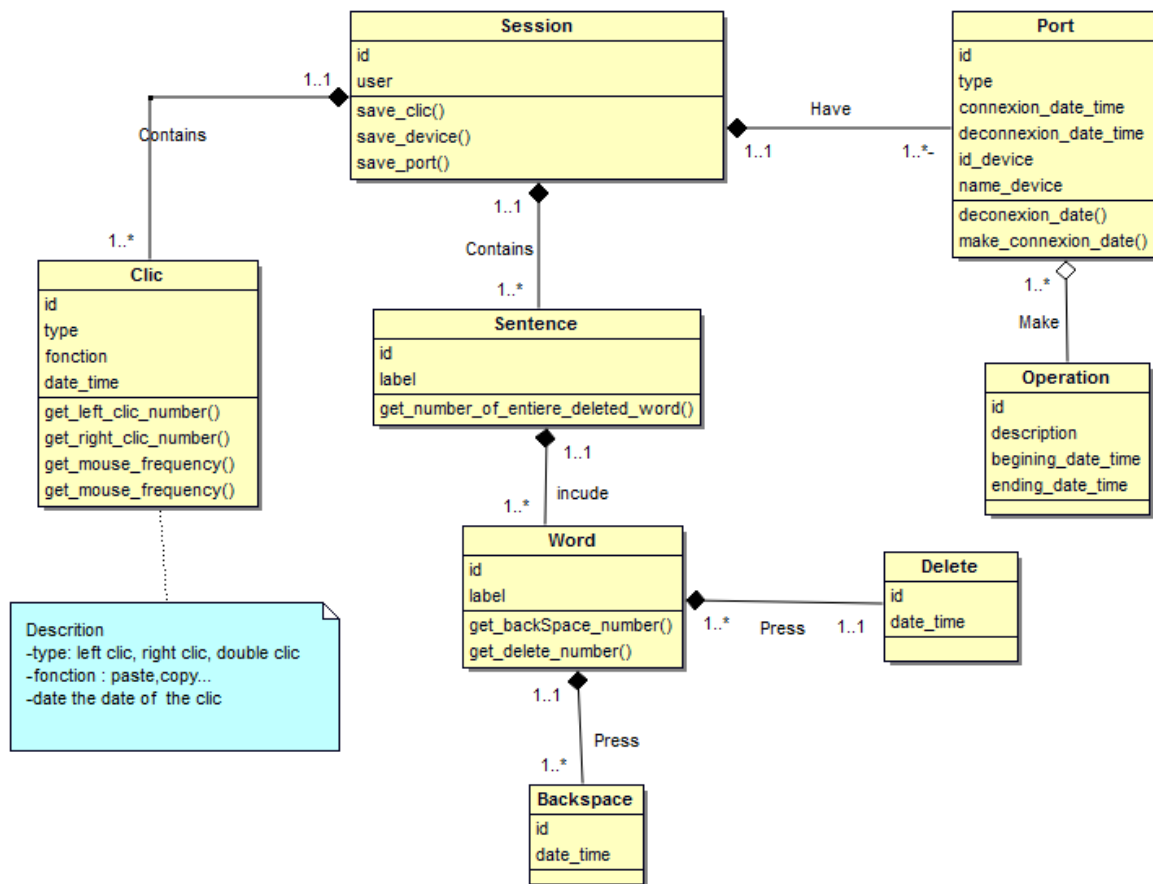 Session
id
user
save_clic()
save_device()
save_port()
Port
id
type
connexion_date_time
deconnexion_date_time
id_device
name_device
deconexion_date()
make_connexion_date()
1..1
Contains
1..*
Have
1..1
1..*-
1..1
Contains
1..*
1..*
Make
Clic
id
type
fonction
date_time
get_left_clic_number()
get_right_clic_number()
get_mouse_frequency()
get_mouse_frequency()
Sentence
id
label
get_number_of_entiere_deleted_word()
Operation
id
description
begining_date_time
ending_date_time
1..1
incude
1..*
Word
id
label
get_backSpace_number()
get_delete_number()
1..*
Press
1..1
Delete
id
date_time
Descrition
-type: left clic, right clic, double clic
-fonction : paste,copy...
-date the date of the clic
1..1
Press
1..*
Backspace
id
date_time